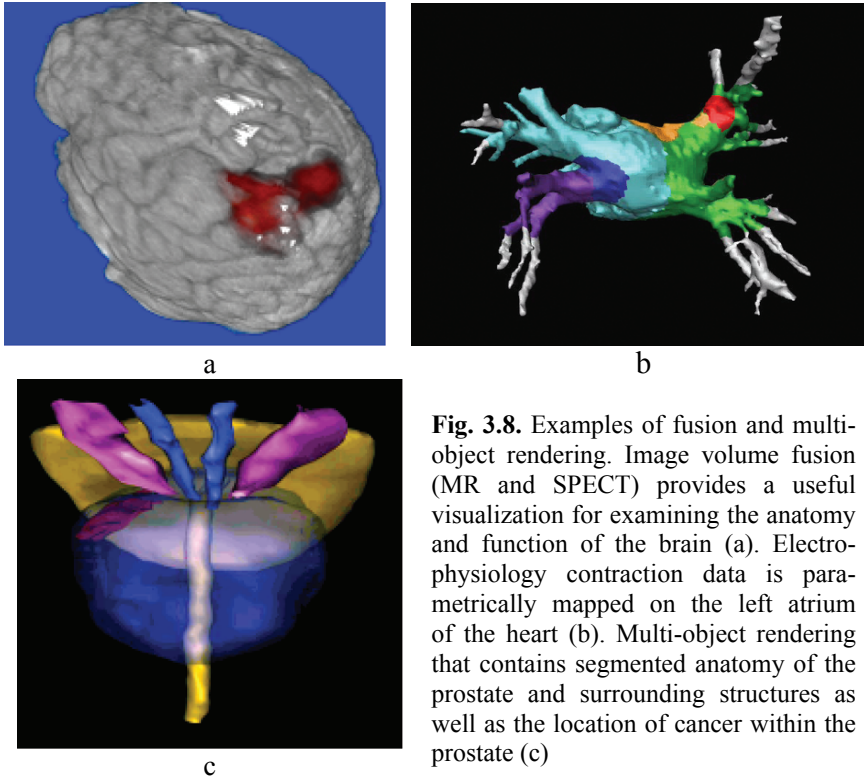 a
b
Fig. 3.8. Examples of fusion and multi-
object rendering. Image volume fusion
(MR and SPECT) provides a useful
visualization for examining the anatomy
and function of the brain (a). Electro-
physiology contraction data is para-
metrically mapped on the left atrium
of the heart (b). Multi-object rendering
that contains segmented anatomy of the
prostate and surrounding structures as
well as the location of cancer within the
prostate (c)
c